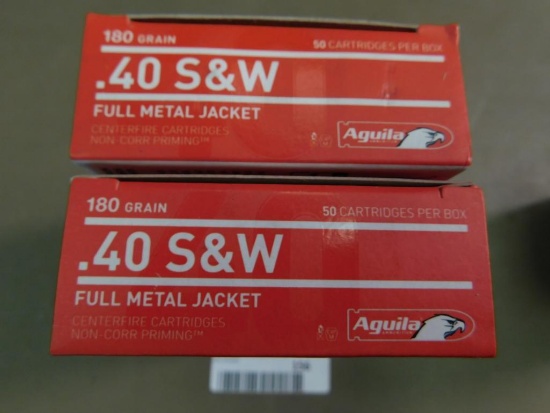 180 GRAIN
50 CARTRIDGES PER BOX
.40 S&W
FULL METAL JACKET
CENTERFIRE CARTRIDGES
NON-CORR PRIMING™
Aguila
180 GRAIN
50 CARTRIDGES PER BOX
.40 S&W
FULL METAL JACKET
CENTERFIRE CARTRIDGES
NON-CORR PRIMING™
Aguila